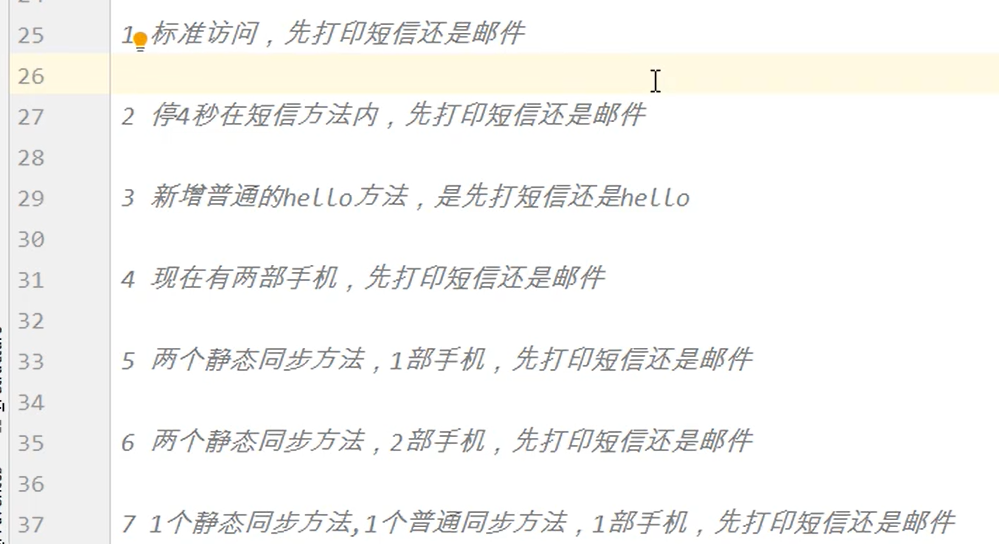 25 1 标准访问，先打印短信还是邮件
26
27 2 停4秒在短信方法内，先打印短信还是邮件
28
29 3 新增普通的hello方法，是先打短信还是hello
30
31 4 现在有两部手机，先打印短信还是邮件
32
33 5 两个静态同步方法，1部手机，先打印短信还是邮件
34
35 6 两个静态同步方法，2部手机，先打印短信还是邮件
36
37 7 1个静态同步方法,1个普通同步方法，1部手机，先打印短信还是邮件